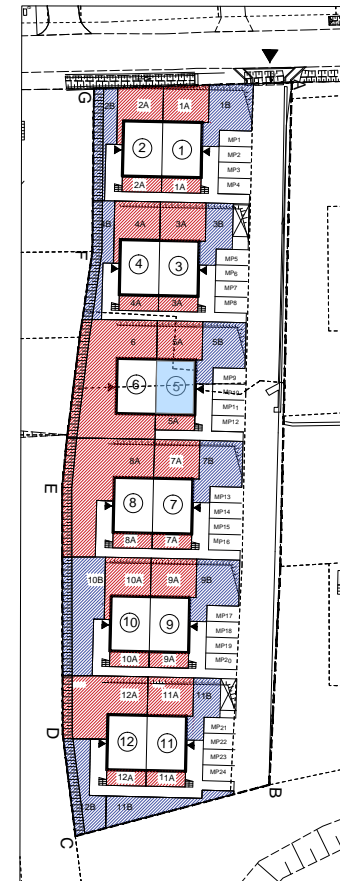 G
2B
2A
1A
1B
MP1
2
1
MP2
MP3
2A
1A
MP4
4A
3A
3B
F
4
3
MP5
MP6
MP7
4A
3A
MP8
6
5A
5B
6
5
MP9
MP10
MP11
5A
MP12
8A
7A
7B
E
8
7
MP13
MP14
MP15
8A
7A
MP16
10B
10A
9A
9B
10
9
MP17
MP18
MP19
10A
9A
MP20
12A
11A
11B
D
12
11
MP21
MP22
MP23
12A
11A
MP24
2B
11B
B
C